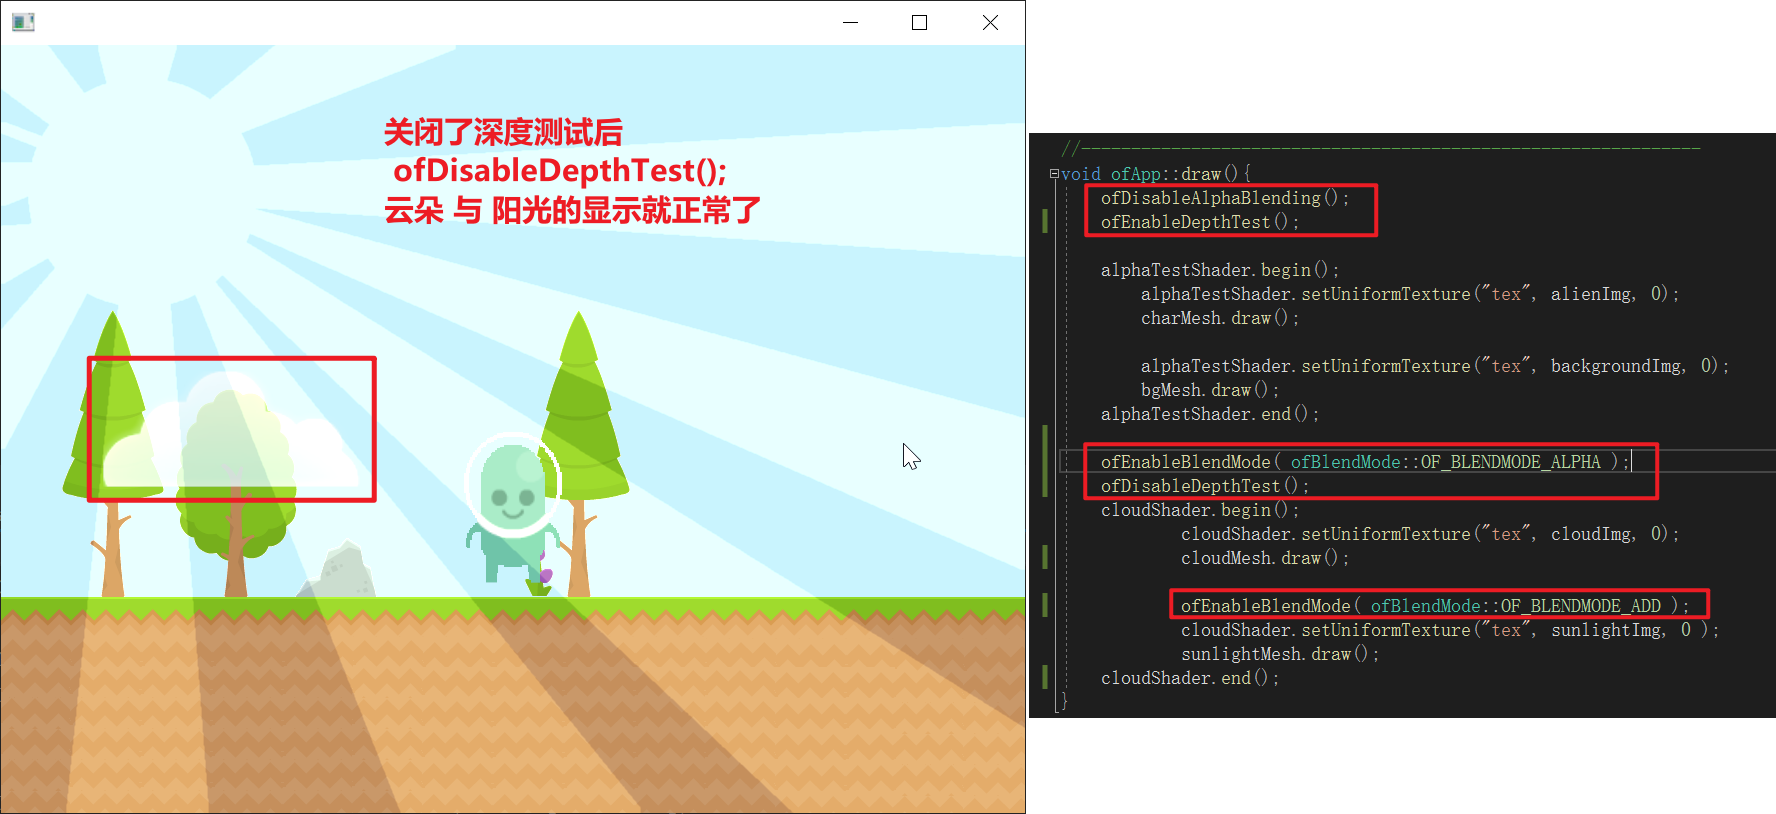 关闭了深度测试后
ofDisableDepthTest();
云朵 与 阳光的显示就正常了
//--------------------------------------------------------------
void ofApp::draw(){
ofDisableAlphaBlending();
ofEnableDepthTest();
alphaTestShader.begin();
alphaTestShader.setUniformTexture("tex", alienImg, 0);
charMesh.draw();
alphaTestShader.setUniformTexture("tex", backgroundImg, 0);
bgMesh.draw();
alphaTestShader.end();
ofEnableBlendMode( ofBlendMode::OF_BLENDMODE_ALPHA );
ofDisableDepthTest();
cloudShader.begin();
cloudShader.setUniformTexture("tex", cloudImg, 0);
cloudMesh.draw();
ofEnableBlendMode( ofBlendMode::OF_BLENDMODE_ADD );
cloudShader.setUniformTexture("tex", sunlightImg, 0 );
sunlightMesh.draw();
cloudShader.end();
}